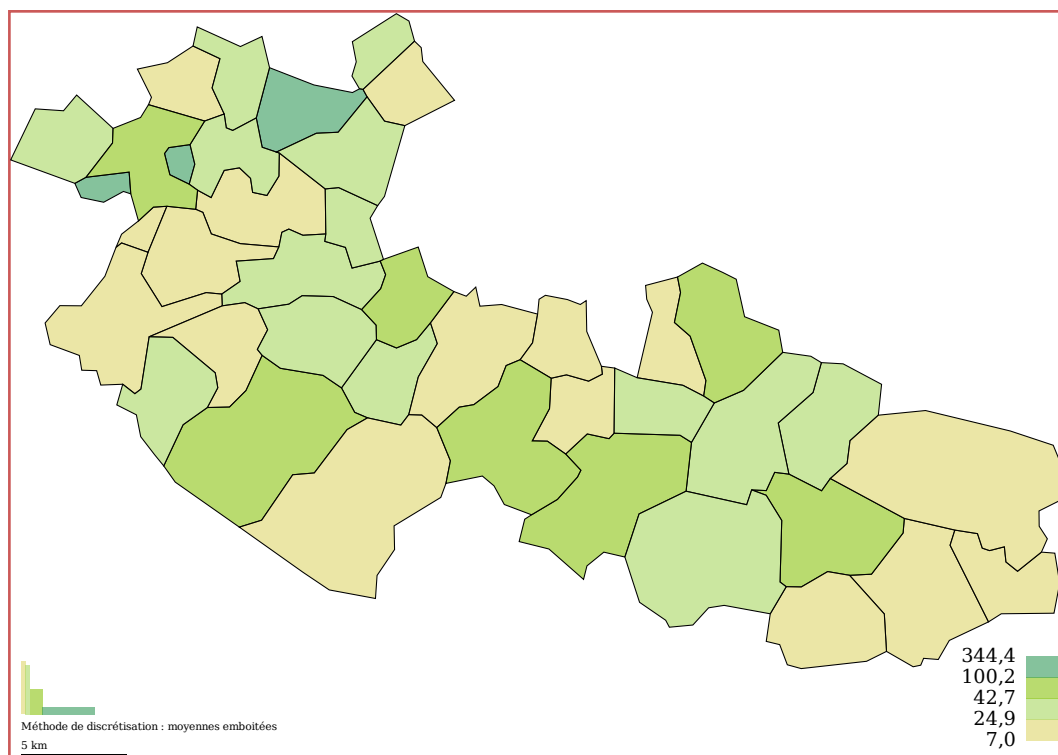 344,4
100,2
42,7
24,9
7,0
Méthode de discrétisation : moyennes emboitées
5 km